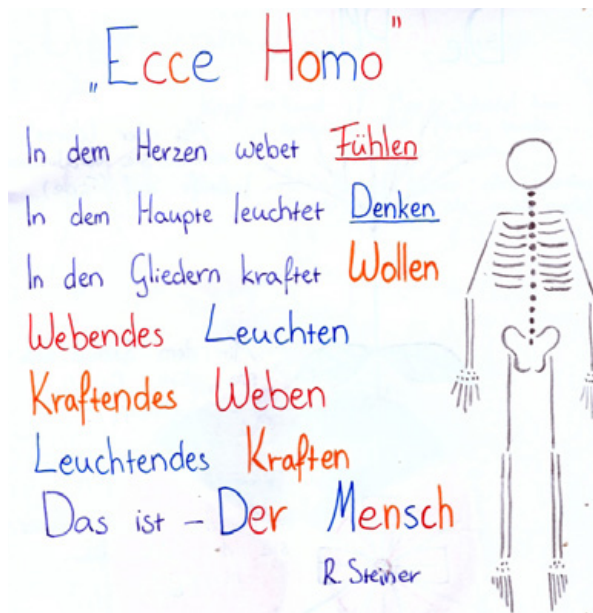 „Ecce Homo"
In dem Herzen webet Fühlen
In dem Haupte leuchtet Denken
In den Gliedern kraftet Wollen
Webendes Leuchten
Kraftendes Weben
Leuchtendes Kraften
Das ist – Der Mensch
R. Steiner